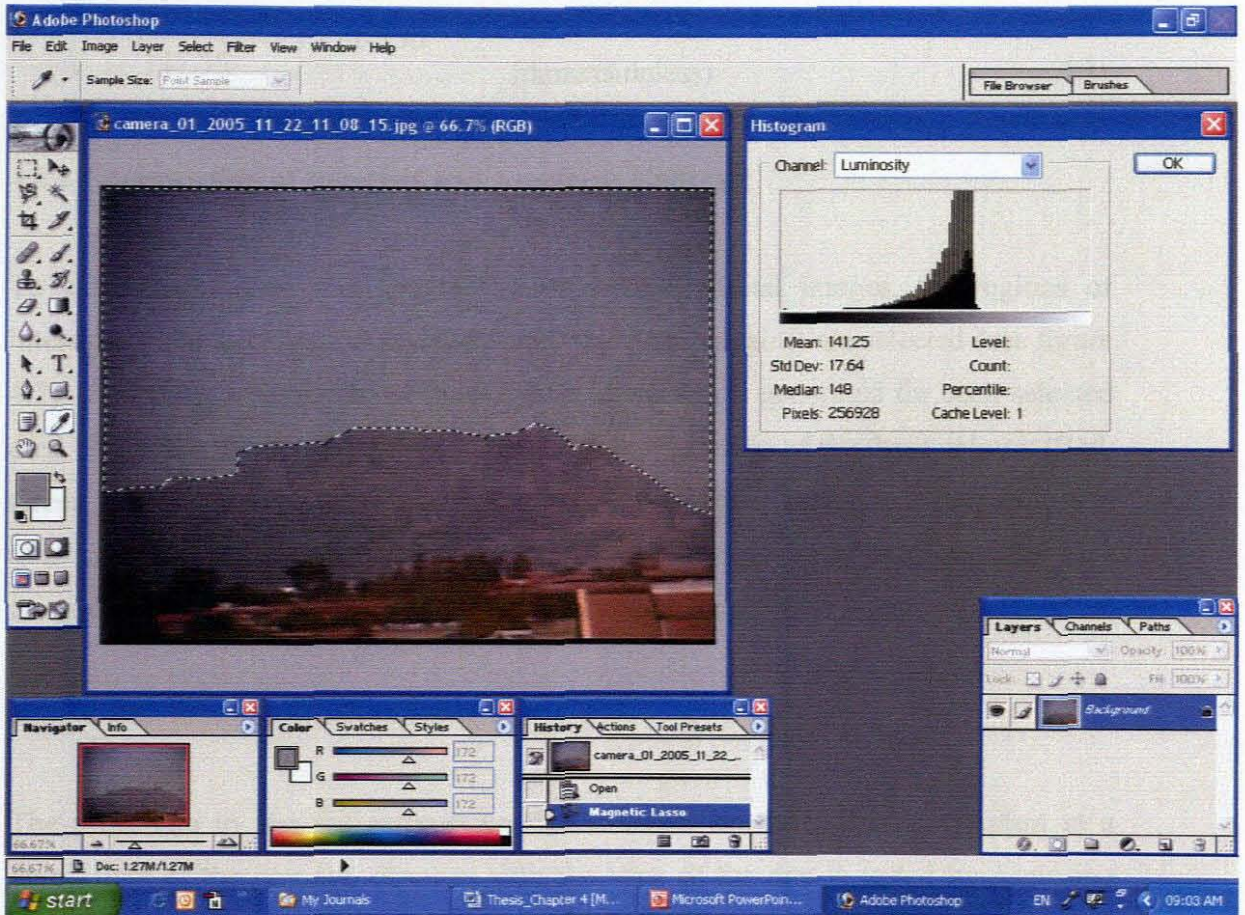 Adobe Photoshop
File Edit Image Layer Select Filter View Window Help
Sample Size: Point Sample
File Browser Brushes
camera_01_2005_11_22_11_08_15.jpg @ 66.7% (RGB)
Histogram
Channel: Luminosity
OK
Mean: 141.25 Level:
Std Dev: 17.64 Count:
Median: 148 Percentile:
Pixels: 256928 Cache Level: 1
Layers Channels Paths
Normal Opacity: 100%
Lock: Fill: 100%
Background
Navigator Info
66.67%
Color Swatches Styles
R 172
G 172
B 172
History Actions Tool Presets
camera_01_2005_11_22_...
Open
Magnetic Lasso
66.67% Doc: 1.27M/1.27M
start My Journals Thesis_Chapter 4 [M... Microsoft PowerPoin... Adobe Photoshop EN 09:03 AM